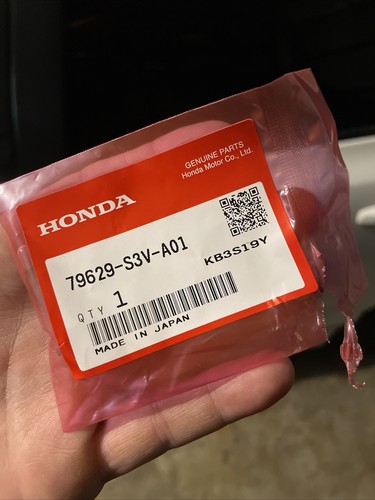 GENUINE PARTS
Honda Motor Co., Ltd.
HONDA
79629-S3V-A01
KB3S19Y
QTY 1
MADE IN JAPAN